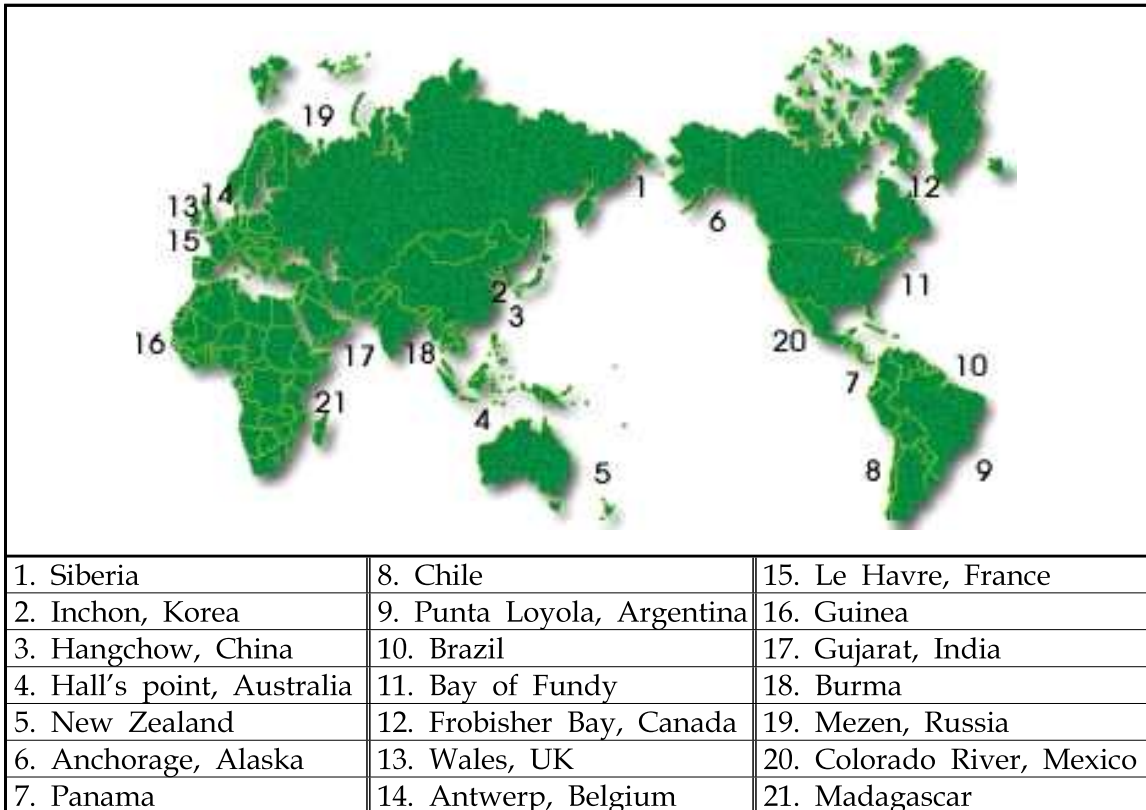 19
14
12
13
1
6
15
11
2
3
16
20
17
18
10
7
21
4
8
9
5
1. Siberia
8. Chile
15. Le Havre, France
2. Inchon, Korea
9. Punta Loyola, Argentina
16. Guinea
3. Hangchow, China
10. Brazil
17. Gujarat, India
4. Hall's point, Australia
11. Bay of Fundy
18. Burma
5. New Zealand
12. Frobisher Bay, Canada
19. Mezen, Russia
6. Anchorage, Alaska
13. Wales, UK
20. Colorado River, Mexico
7. Panama
14. Antwerp, Belgium
21. Madagascar